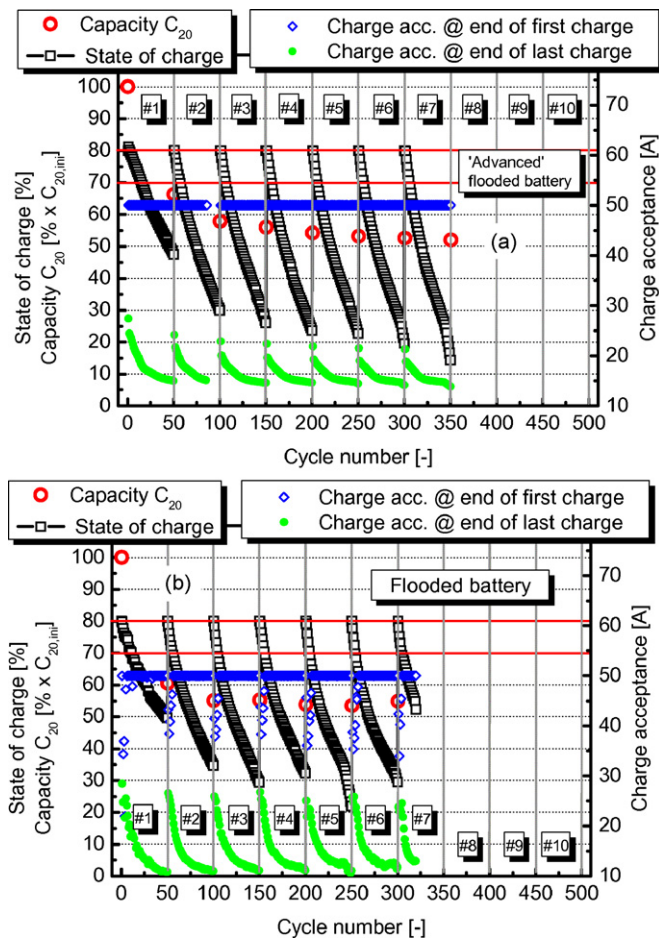 Capacity C20
State of charge
Charge acc. @ end of first charge
Charge acc. @ end of last charge
State of charge [%]
Capacity C20 [% x C20,ini]
100
90
80
70
60
50
40
30
20
10
0
#1 #2 #3 #4 #5 #6 #7 #8 #9 #10
'Advanced'
flooded battery
(a)
70
60
50
40
30
20
10
Charge acceptance [A]
0 50 100 150 200 250 300 350 400 450 500
Cycle number [-]
Capacity C20
State of charge
Charge acc. @ end of first charge
Charge acc. @ end of last charge
State of charge [%]
Capacity C20 [% x C20,ini]
100
90
80
70
60
50
40
30
20
10
0
(b)
Flooded battery
#1 #2 #3 #4 #5 #6 #7
#8 #9 #10
70
60
50
40
30
20
10
Charge acceptance [A]
0 50 100 150 200 250 300 350 400 450 500
Cycle number [-]